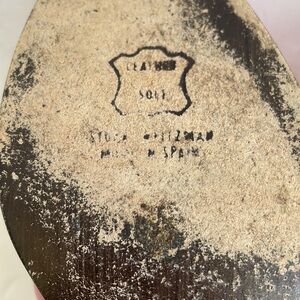 LEATHER
SOLE
STUART WEITZMAN
MADE IN SPAIN